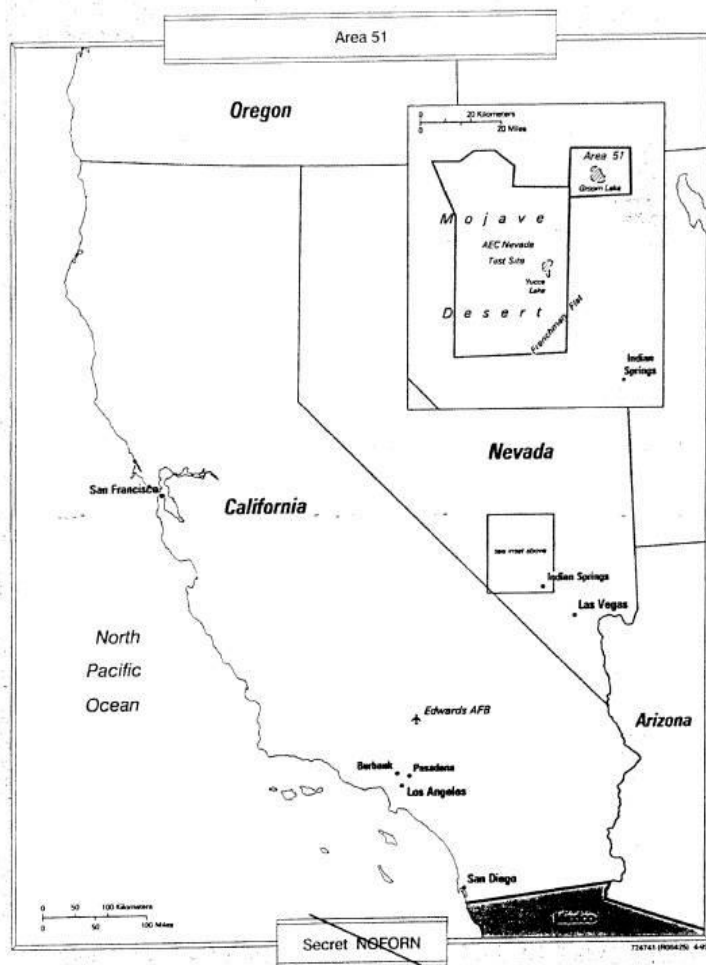 Area 51
Oregon
0 20 Kilometers
0 20 Miles
Area 51
Groom Lake
Mojave
AEC Nevada
Test Site
Yucca
Lake
Desert
Frenchman Flat
Indian
Springs
Nevada
San Francisco
California
see inset above
Indian Springs
Las Vegas
North
Pacific
Ocean
Edwards AFB
Arizona
Burbank
Pasadena
Los Angeles
San Diego
0 50 100 Kilometers
0 50 100 Miles
Secret NOFORN